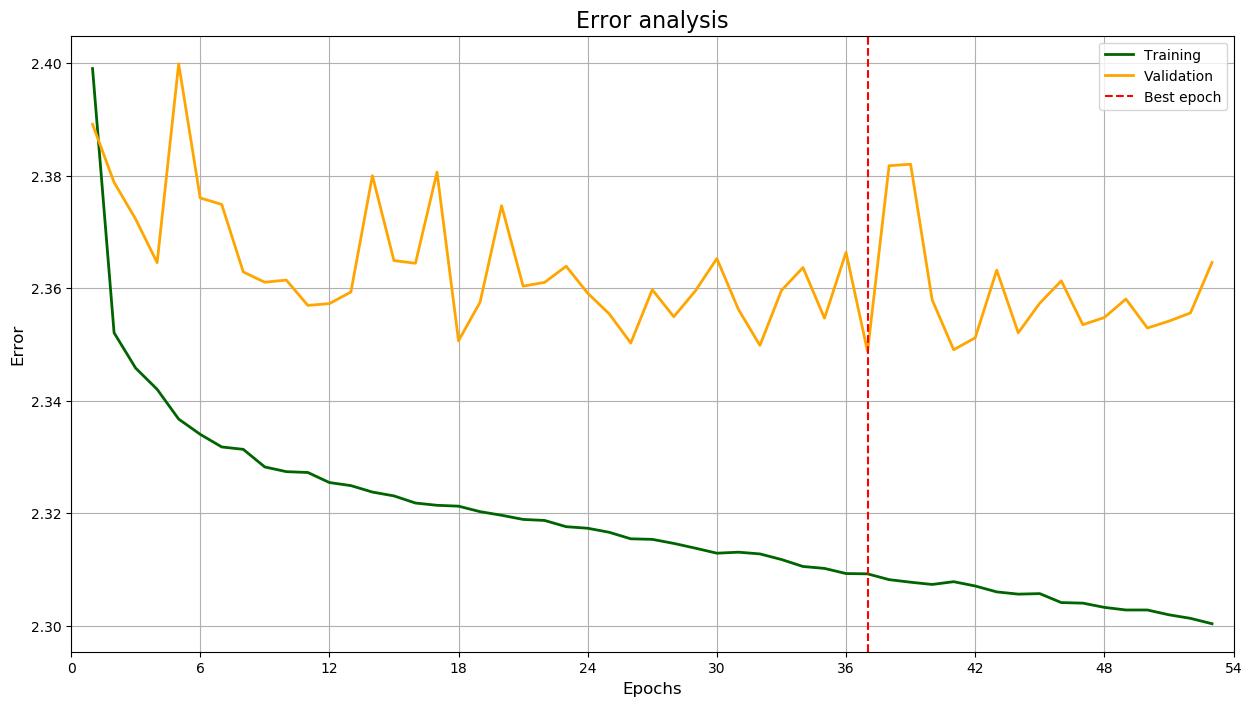 Error analysis
Training
Validation
Best epoch
2.40
2.38
2.36
2.34
2.32
2.30
Error
0 6 12 18 24 30 36 42 48 54
Epochs